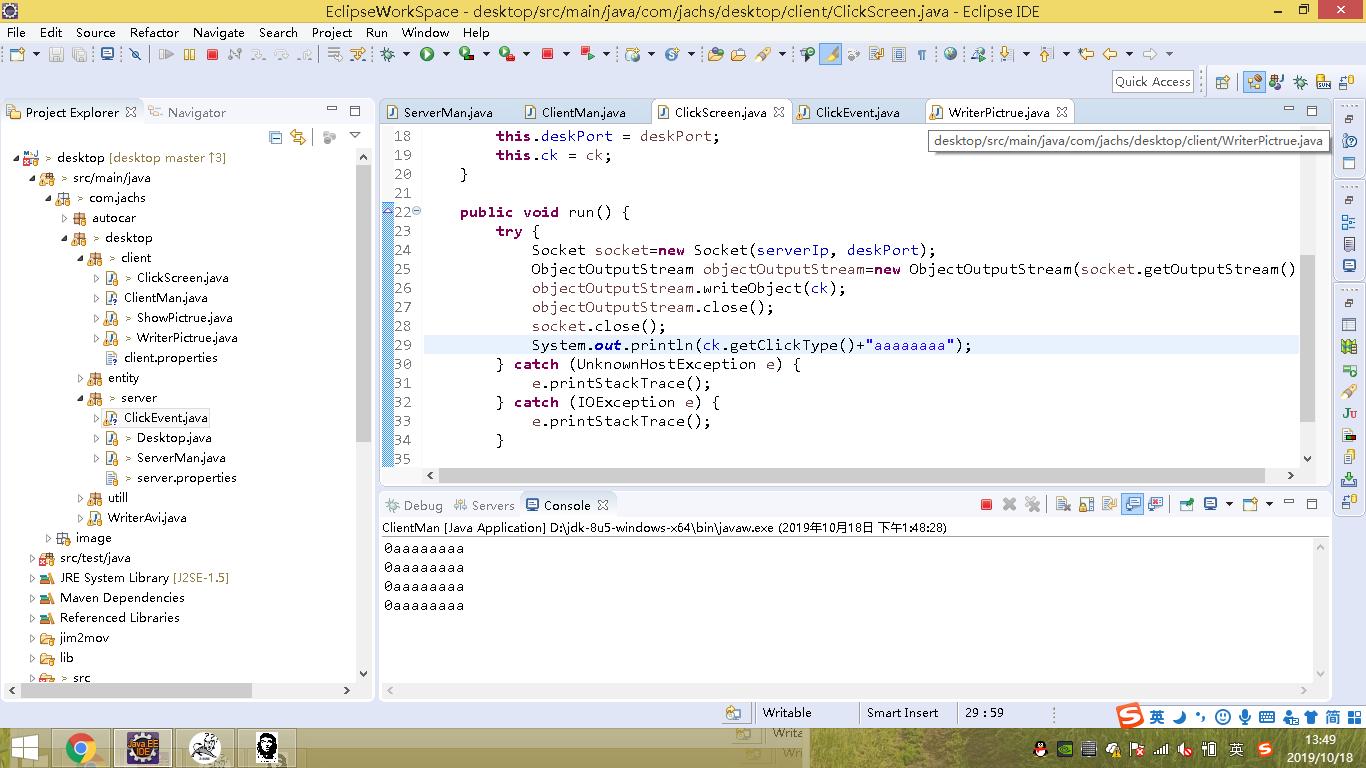 EclipseWorkSpace - desktop/src/main/java/com/jachs/desktop/client/ClickScreen.java - Eclipse IDE
File Edit Source Refactor Navigate Search Project Run Window Help
Quick Access
Project Explorer Navigator
> desktop [desktop master ↑3]
> src/main/java
> com.jachs
autocar
> desktop
> client
> ClickScreen.java
ClientMan.java
> ShowPictrue.java
> WriterPictrue.java
client.properties
entity
> server
ClickEvent.java
> Desktop.java
> ServerMan.java
> server.properties
utill
WriterAvi.java
image
src/test/java
JRE System Library [J2SE-1.5]
Maven Dependencies
Referenced Libraries
jim2mov
lib
> src
ServerMan.java ClientMan.java ClickScreen.java ClickEvent.java WriterPictrue.java
desktop/src/main/java/com/jachs/desktop/client/WriterPictrue.java
18 this.deskPort = deskPort;
19 this.ck = ck;
20 }
21
22 public void run() {
23 try {
24 Socket socket=new Socket(serverIp, deskPort);
25 ObjectOutputStream objectOutputStream=new ObjectOutputStream(socket.getOutputStream()
26 objectOutputStream.writeObject(ck);
27 objectOutputStream.close();
28 socket.close();
29 System.out.println(ck.getClickType()+"aaaaaaaa");
30 } catch (UnknownHostException e) {
31 e.printStackTrace();
32 } catch (IOException e) {
33 e.printStackTrace();
34 }
35
Debug Servers Console
ClientMan [Java Application] D:\jdk-8u5-windows-x64\bin\javaw.exe (2019年10月18日 下午1:48:28)
0aaaaaaaa
0aaaaaaaa
0aaaaaaaa
0aaaaaaaa
Writable Smart Insert 29 : 59
英 简
Java EE
IDE
英
13:49
2019/10/18